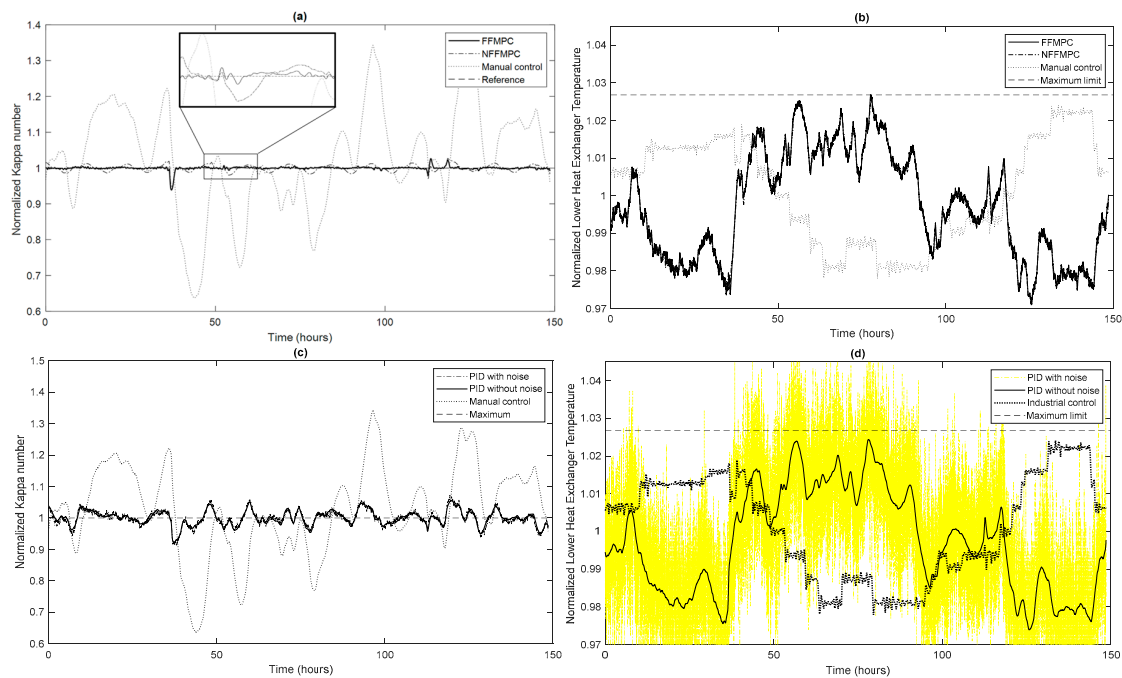 (a)
1.4
1.3
1.2
1.1
1
0.9
0.8
0.7
0.6
0
50
100
150
Normalized Kappa number
Time (hours)
FFMPC
NFFMPC
Manual control
Reference
(b)
1.04
1.03
1.02
1.01
1
0.99
0.98
0.97
0
50
100
150
Normalized Lower Heat Exchanger Temperature
Time (hours)
FFMPC
NFFMPC
Manual control
Maximum limit
(c)
1.5
1.4
1.3
1.2
1.1
1
0.9
0.8
0.7
0.6
0
50
100
150
Normalized Kappa number
Time (hours)
PID with noise
PID without noise
Manual control
Maximum
(d)
1.04
1.03
1.02
1.01
1
0.99
0.98
0.97
0
50
100
150
Normalized Lower Heat Exchanger Temperature
Time (hours)
PID with noise
PID without noise
Industrial control
Maximum limit